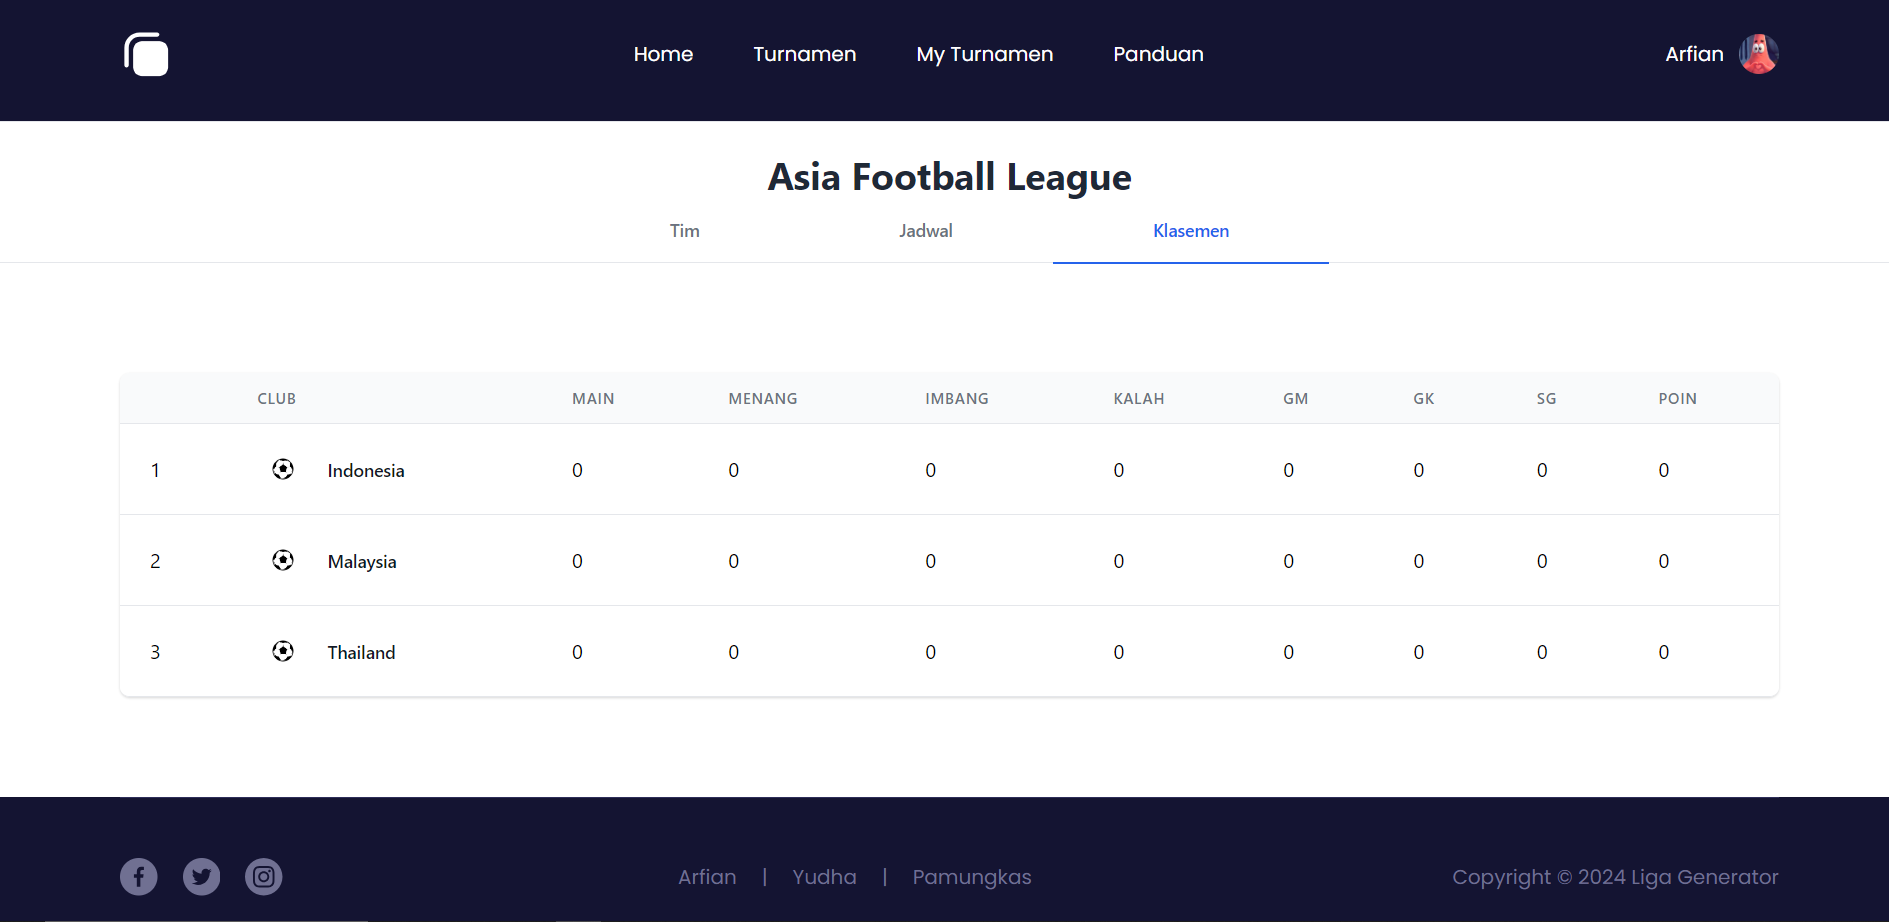 Home Turnamen My Turnamen Panduan Arfian
Asia Football League
Tim Jadwal Klasemen
CLUB MAIN MENANG IMBANG KALAH GM GK SG POIN
1 Indonesia 0 0 0 0 0 0 0 0
2 Malaysia 0 0 0 0 0 0 0 0
3 Thailand 0 0 0 0 0 0 0 0
Arfian | Yudha | Pamungkas Copyright © 2024 Liga Generator